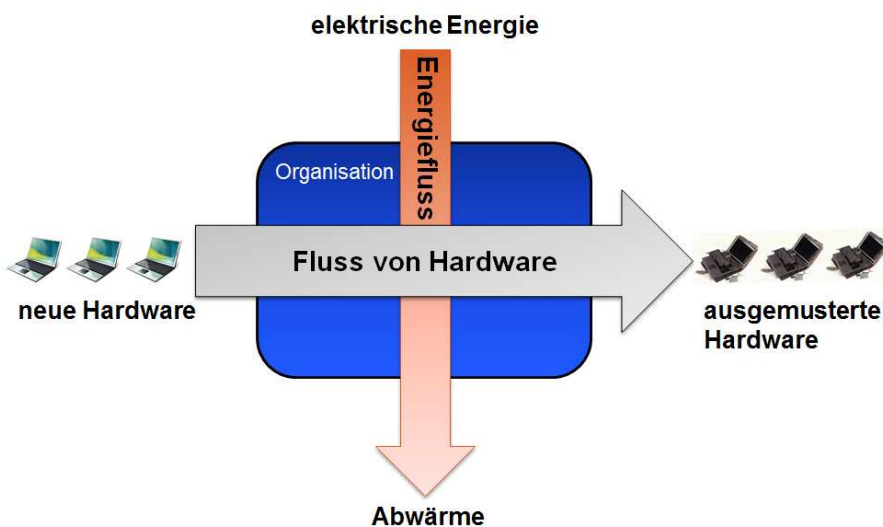 elektrische Energie
Energiefluss
Organisation
Fluss von Hardware
neue Hardware
ausgemusterte
Hardware
Abwärme